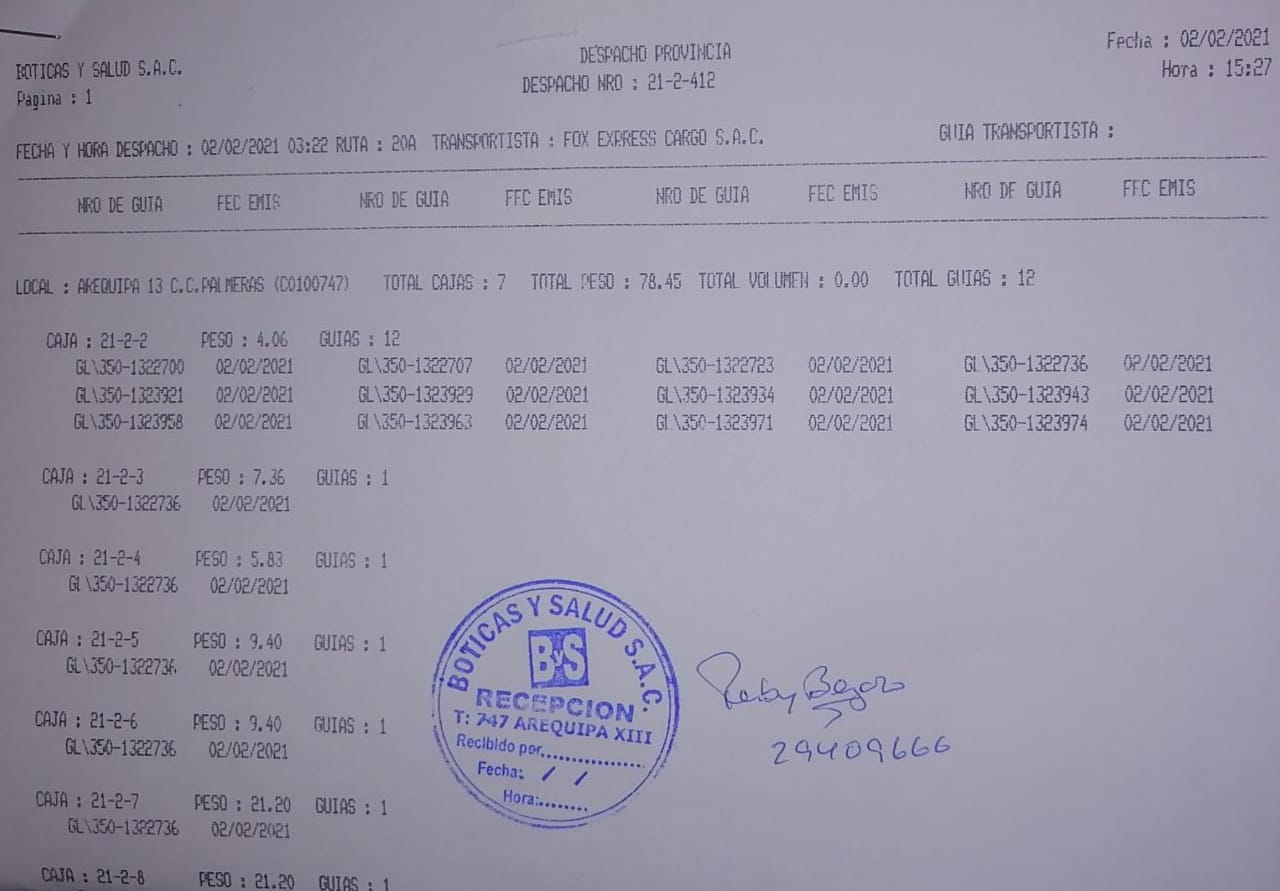 Fecha : 02/02/2021
DESPACHO PROVINCIA
BOTICAS Y SALUD S.A.C.
Hora : 15:27
DESPACHO NRO : 21-2-412
Pagina : 1
FECHA Y HORA DESPACHO : 02/02/2021 03:22 RUTA : 20A TRANSPORTISTA : FOX EXPRESS CARGO S.A.C. GUIA TRANSPORTISTA :
NRO DE GUIA FEC EMIS NRO DE GUIA FEC EMIS NRO DE GUIA FEC EMIS NRO DE GUIA FEC EMIS
LOCAL : AREQUIPA 13 C.C.PALMERAS (C0100747) TOTAL CAJAS : 7 TOTAL PESO : 78.45 TOTAL VOLUMEN : 0.00 TOTAL GUIAS : 12
CAJA : 21-2-2 PESO : 4.06 GUIAS : 12
GL\350-1322700 02/02/2021 GL\350-1322707 02/02/2021 GL\350-1322723 02/02/2021 GL\350-1322736 02/02/2021
GL\350-1323921 02/02/2021 GL\350-1323929 02/02/2021 GL\350-1323934 02/02/2021 GL\350-1323943 02/02/2021
GL\350-1323958 02/02/2021 GL\350-1323963 02/02/2021 GL\350-1323971 02/02/2021 GL\350-1323974 02/02/2021
CAJA : 21-2-3 PESO : 7.36 GUIAS : 1
GL\350-1322736 02/02/2021
CAJA : 21-2-4 PESO : 5.83 GUIAS : 1
GL\350-1322736 02/02/2021
CAJA : 21-2-5 PESO : 9.40 GUIAS : 1
GL\350-1322736 02/02/2021
CAJA : 21-2-6 PESO : 9.40 GUIAS : 1
GL\350-1322736 02/02/2021
CAJA : 21-2-7 PESO : 21.20 GUIAS : 1
GL\350-1322736 02/02/2021
CAJA : 21-2-8 PESO : 21.20 GUIAS : 1
BOTICAS Y SALUD S.A.C.
ByS
RECEPCION
T: 747 AREQUIPA XIII
Recibido por..................
Fecha: / /
Hora:........
29409666